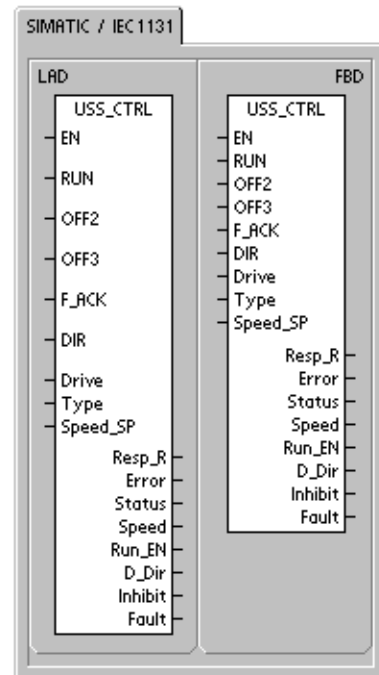 SIMATIC / IEC1131
LAD
USS_CTRL
EN
RUN
OFF2
OFF3
F_ACK
DIR
Drive
Type
Speed_SP
Resp_R
Error
Status
Speed
Run_EN
D_Dir
Inhibit
Fault
FBD
USS_CTRL
EN
RUN
OFF2
OFF3
F_ACK
DIR
Drive
Type
Speed_SP
Resp_R
Error
Status
Speed
Run_EN
D_Dir
Inhibit
Fault